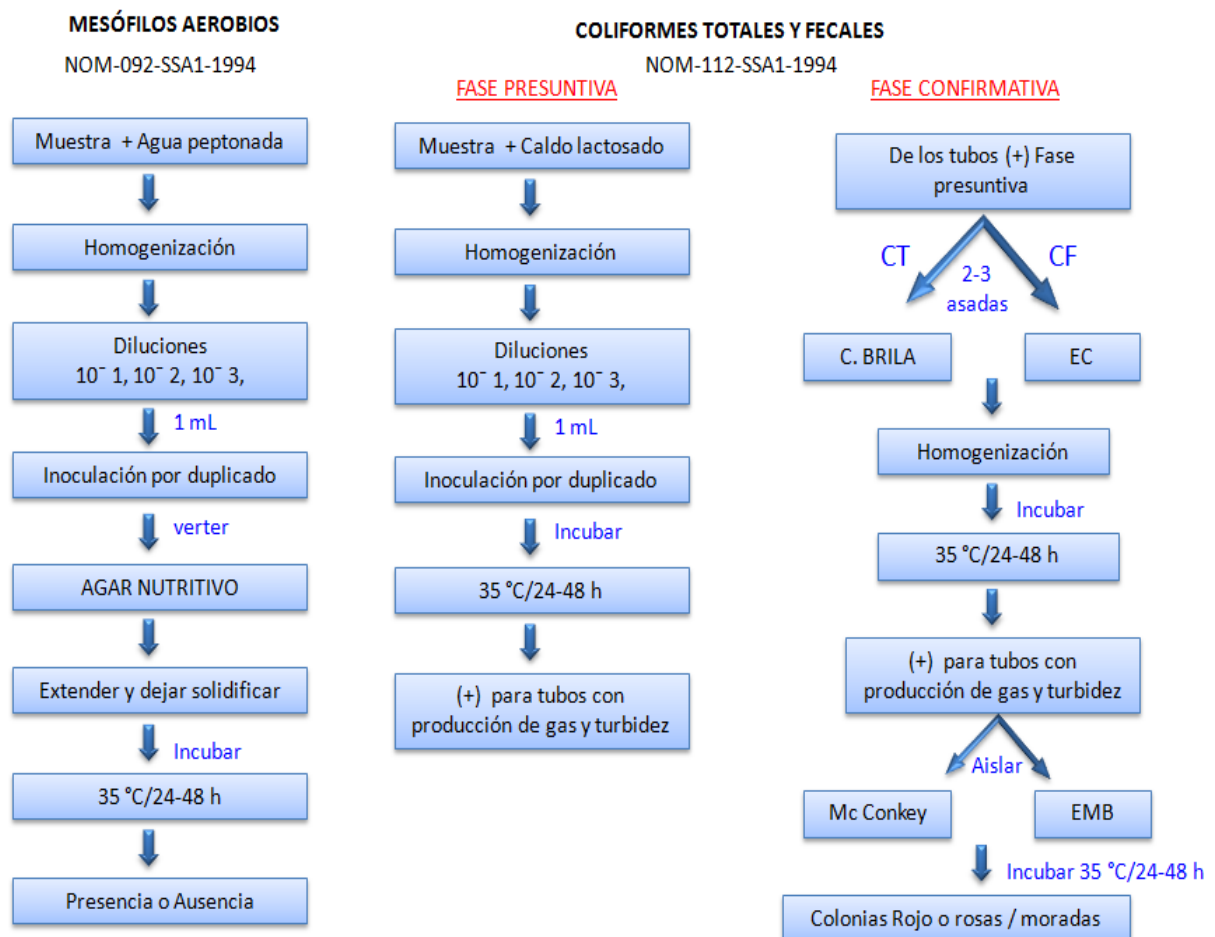 MESÓFILOS AEROBIOS
NOM-092-SSA1-1994
Muestra + Agua peptonada
Homogenización
Diluciones
10⁻ 1, 10⁻ 2, 10⁻ 3,
1 mL
Inoculación por duplicado
verter
AGAR NUTRITIVO
Extender y dejar solidificar
Incubar
35 °C/24-48 h
Presencia o Ausencia
COLIFORMES TOTALES Y FECALES
NOM-112-SSA1-1994
FASE PRESUNTIVA
Muestra + Caldo lactosado
Homogenización
Diluciones
10⁻ 1, 10⁻ 2, 10⁻ 3,
1 mL
Inoculación por duplicado
Incubar
35 °C/24-48 h
(+) para tubos con
producción de gas y turbidez
FASE CONFIRMATIVA
De los tubos (+) Fase
presuntiva
CT
2-3
asadas
CF
C. BRILA
EC
Homogenización
Incubar
35 °C/24-48 h
(+) para tubos con
producción de gas y turbidez
Aislar
Mc Conkey
EMB
Incubar 35 °C/24-48 h
Colonias Rojo o rosas / moradas